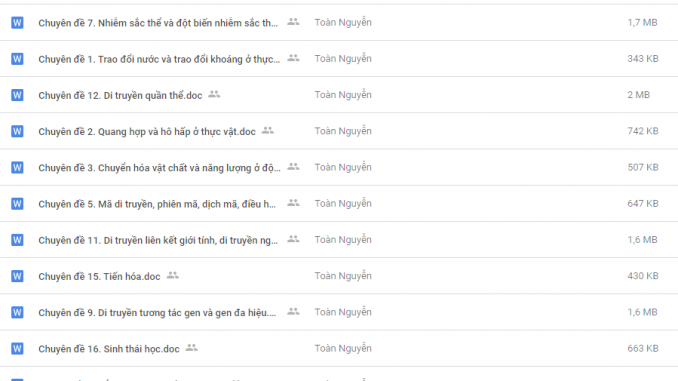 W Chuyên đề 7. Nhiễm sắc thể và đột biến nhiễm sắc th... Toàn Nguyễn 1,7 MB
W Chuyên đề 1. Trao đổi nước và trao đổi khoáng ở thực... Toàn Nguyễn 343 KB
W Chuyên đề 12. Di truyền quần thể.doc Toàn Nguyễn 2 MB
W Chuyên đề 2. Quang hợp và hô hấp ở thực vật.doc Toàn Nguyễn 742 KB
W Chuyên đề 3. Chuyển hóa vật chất và năng lượng ở độ... Toàn Nguyễn 507 KB
W Chuyên đề 5. Mã di truyền, phiên mã, dịch mã, điều h... Toàn Nguyễn 647 KB
W Chuyên đề 11. Di truyền liên kết giới tính, di truyền ng... Toàn Nguyễn 1,6 MB
W Chuyên đề 15. Tiến hóa.doc Toàn Nguyễn 430 KB
W Chuyên đề 9. Di truyền tương tác gen và gen đa hiệu.... Toàn Nguyễn 1,6 MB
W Chuyên đề 16. Sinh thái học.doc Toàn Nguyễn 663 KB